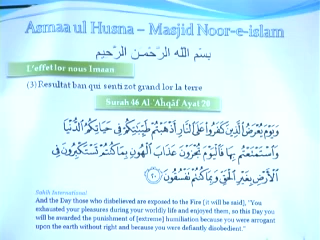 Asmaa ul Husna – Masjid Noor-e-islam
بِسْمِ اللهِ الرَّحْمَـنِ الرَّحِيمِ
L'effet lor nous Imaan
(3) Resultat ban qui senti zot grand lor la terre
Surah 46 Al 'Ahqāf Ayat 20
وَيَوْمَ يُعْرَضُ الَّذِينَ كَفَرُوا عَلَى النَّارِ أَذْهَبْتُمْ طَيِّبَاتِكُمْ فِي حَيَاتِكُمُ الدُّنْيَا
وَاسْتَمْتَعْتُم بِهَا فَالْيَوْمَ تُجْزَوْنَ عَذَابَ الْهُونِ بِمَا كُنتُمْ تَسْتَكْبِرُونَ فِي
الْأَرْضِ بِغَيْرِ الْحَقِّ وَبِمَا كُنتُمْ تَفْسُقُونَ ٢٠
Sahih International
And the Day those who disbelieved are exposed to the Fire [it will be said], "You
exhausted your pleasures during your worldly life and enjoyed them, so this Day you
will be awarded the punishment of [extreme] humiliation because you were arrogant
upon the earth without right and because you were defiantly disobedient."